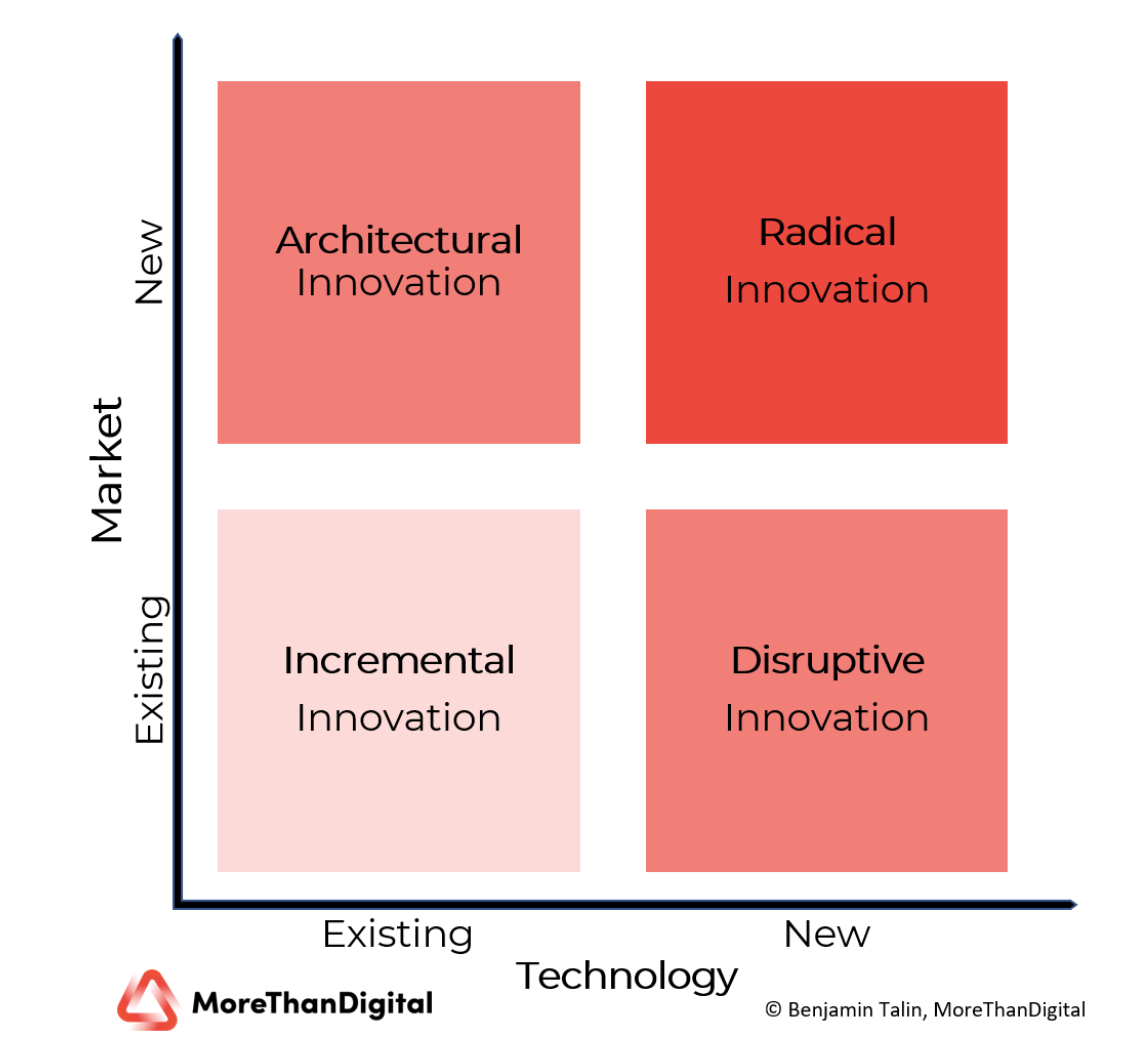 Architectural
Innovation
Radical
Innovation
New
Market
Existing
Incremental
Innovation
Disruptive
Innovation
Existing
New
Technology
MoreThanDigital
© Benjamin Talin, MoreThanDigital